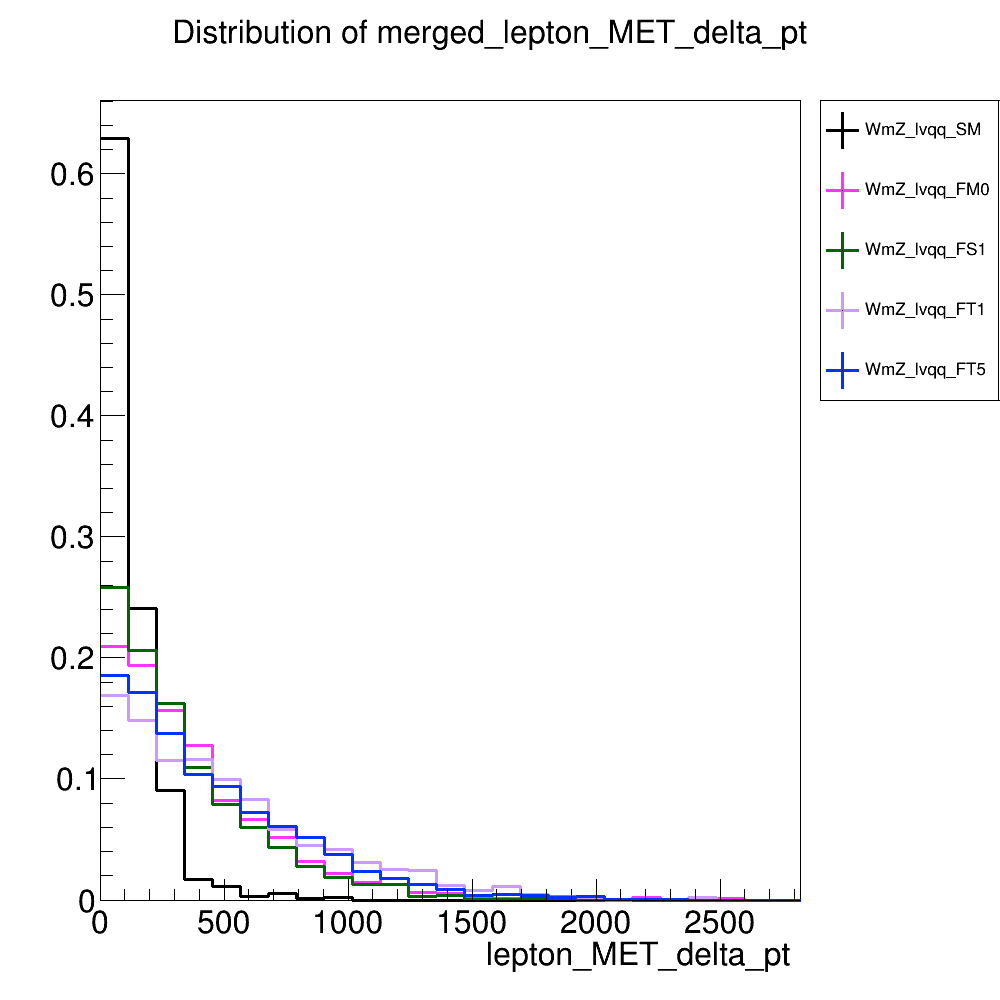 Distribution of merged_lepton_MET_delta_pt
WmZ_lvqq_SM
WmZ_lvqq_FM0
WmZ_lvqq_FS1
WmZ_lvqq_FT1
WmZ_lvqq_FT5
0.6
0.5
0.4
0.3
0.2
0.1
0
0 500 1000 1500 2000 2500
lepton_MET_delta_pt